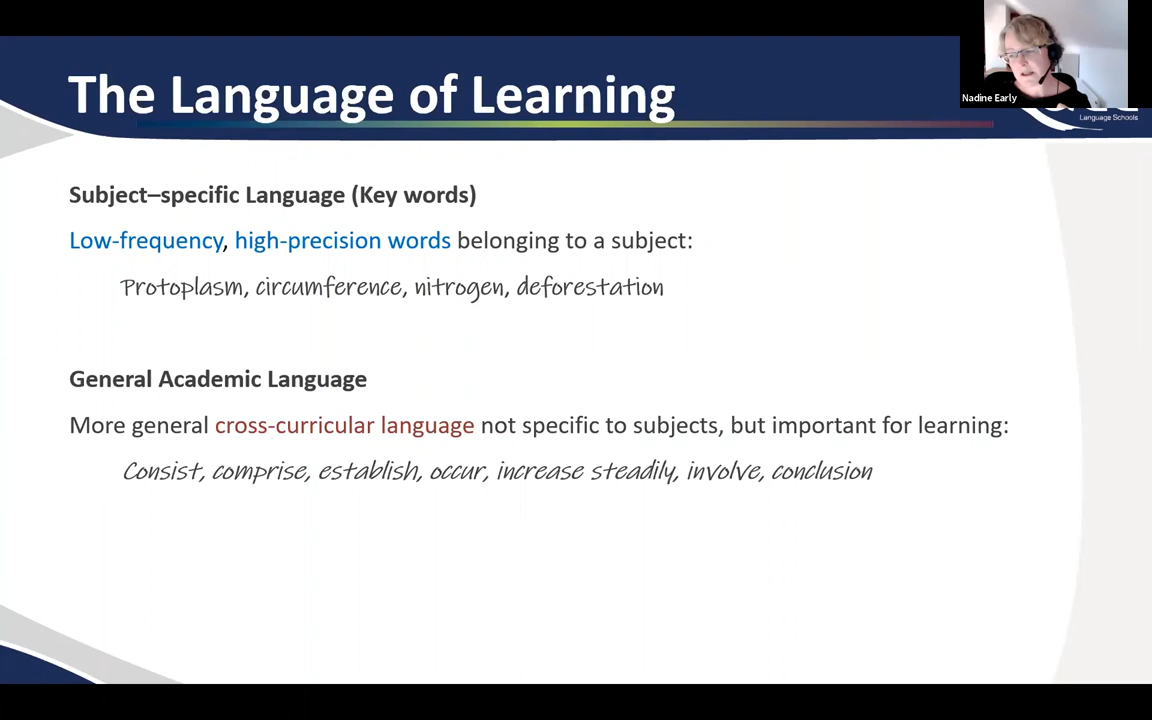 The Language of Learning
Nadine Early
Language Schools
Subject–specific Language (Key words)
Low-frequency, high-precision words belonging to a subject:
Protoplasm, circumference, nitrogen, deforestation
General Academic Language
More general cross-curricular language not specific to subjects, but important for learning:
Consist, comprise, establish, occur, increase steadily, involve, conclusion